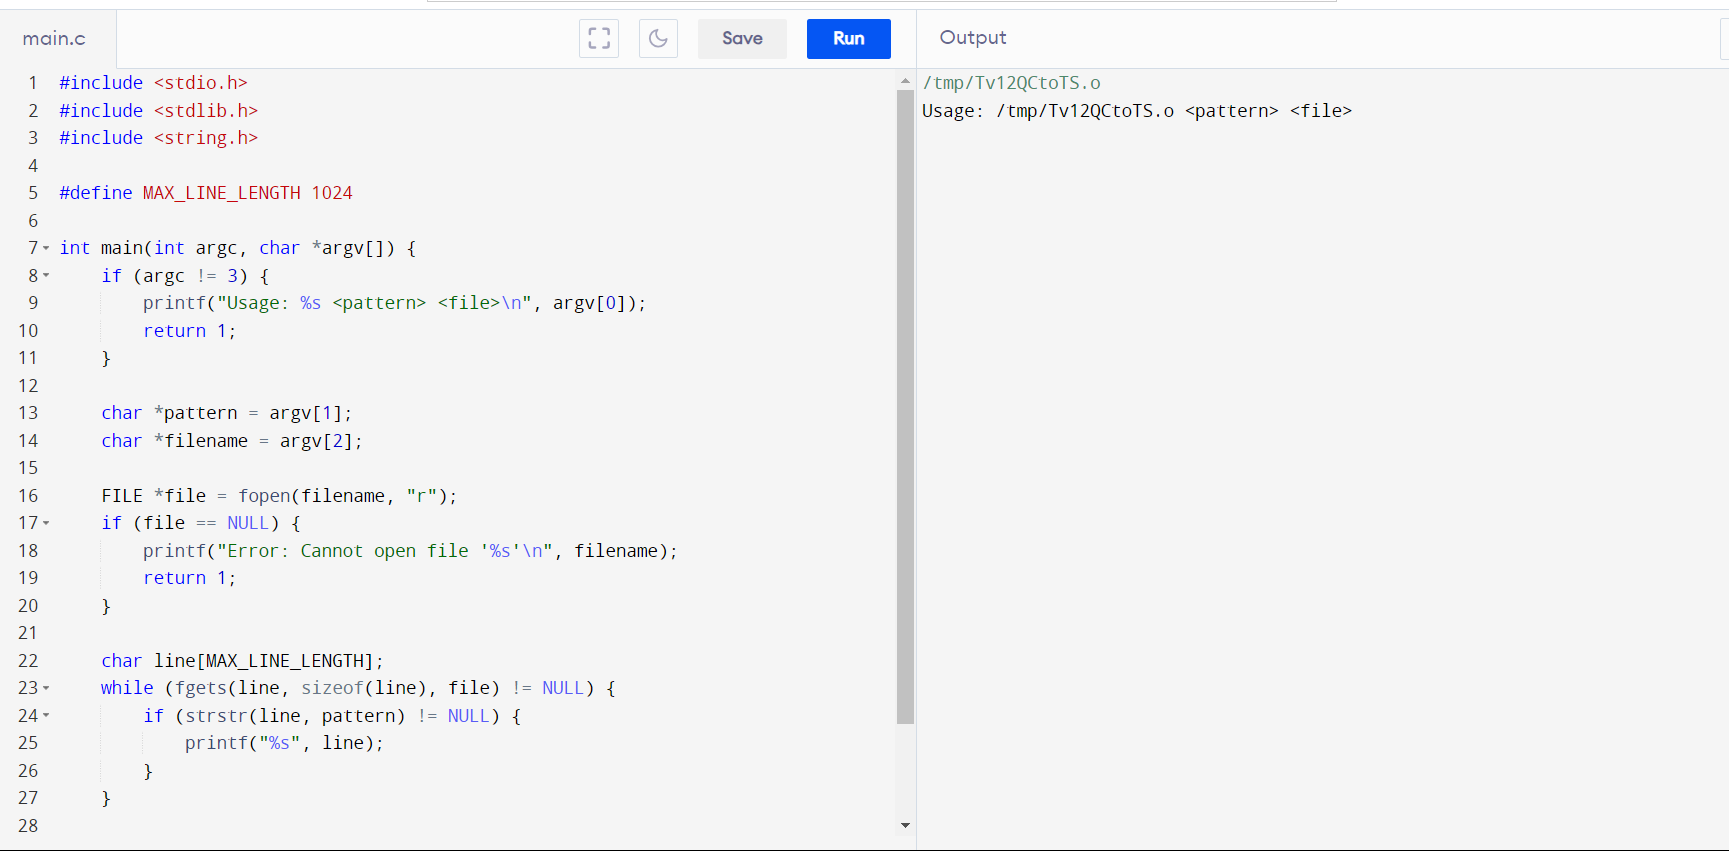 main.c
Save
Run
Output
1 #include <stdio.h>
2 #include <stdlib.h>
3 #include <string.h>
4
5 #define MAX_LINE_LENGTH 1024
6
7 int main(int argc, char *argv[]) {
8     if (argc != 3) {
9         printf("Usage: %s <pattern> <file>\n", argv[0]);
10         return 1;
11     }
12
13     char *pattern = argv[1];
14     char *filename = argv[2];
15
16     FILE *file = fopen(filename, "r");
17     if (file == NULL) {
18         printf("Error: Cannot open file '%s'\n", filename);
19         return 1;
20     }
21
22     char line[MAX_LINE_LENGTH];
23     while (fgets(line, sizeof(line), file) != NULL) {
24         if (strstr(line, pattern) != NULL) {
25             printf("%s", line);
26         }
27     }
28
/tmp/Tv12QCtoTS.o
Usage: /tmp/Tv12QCtoTS.o <pattern> <file>